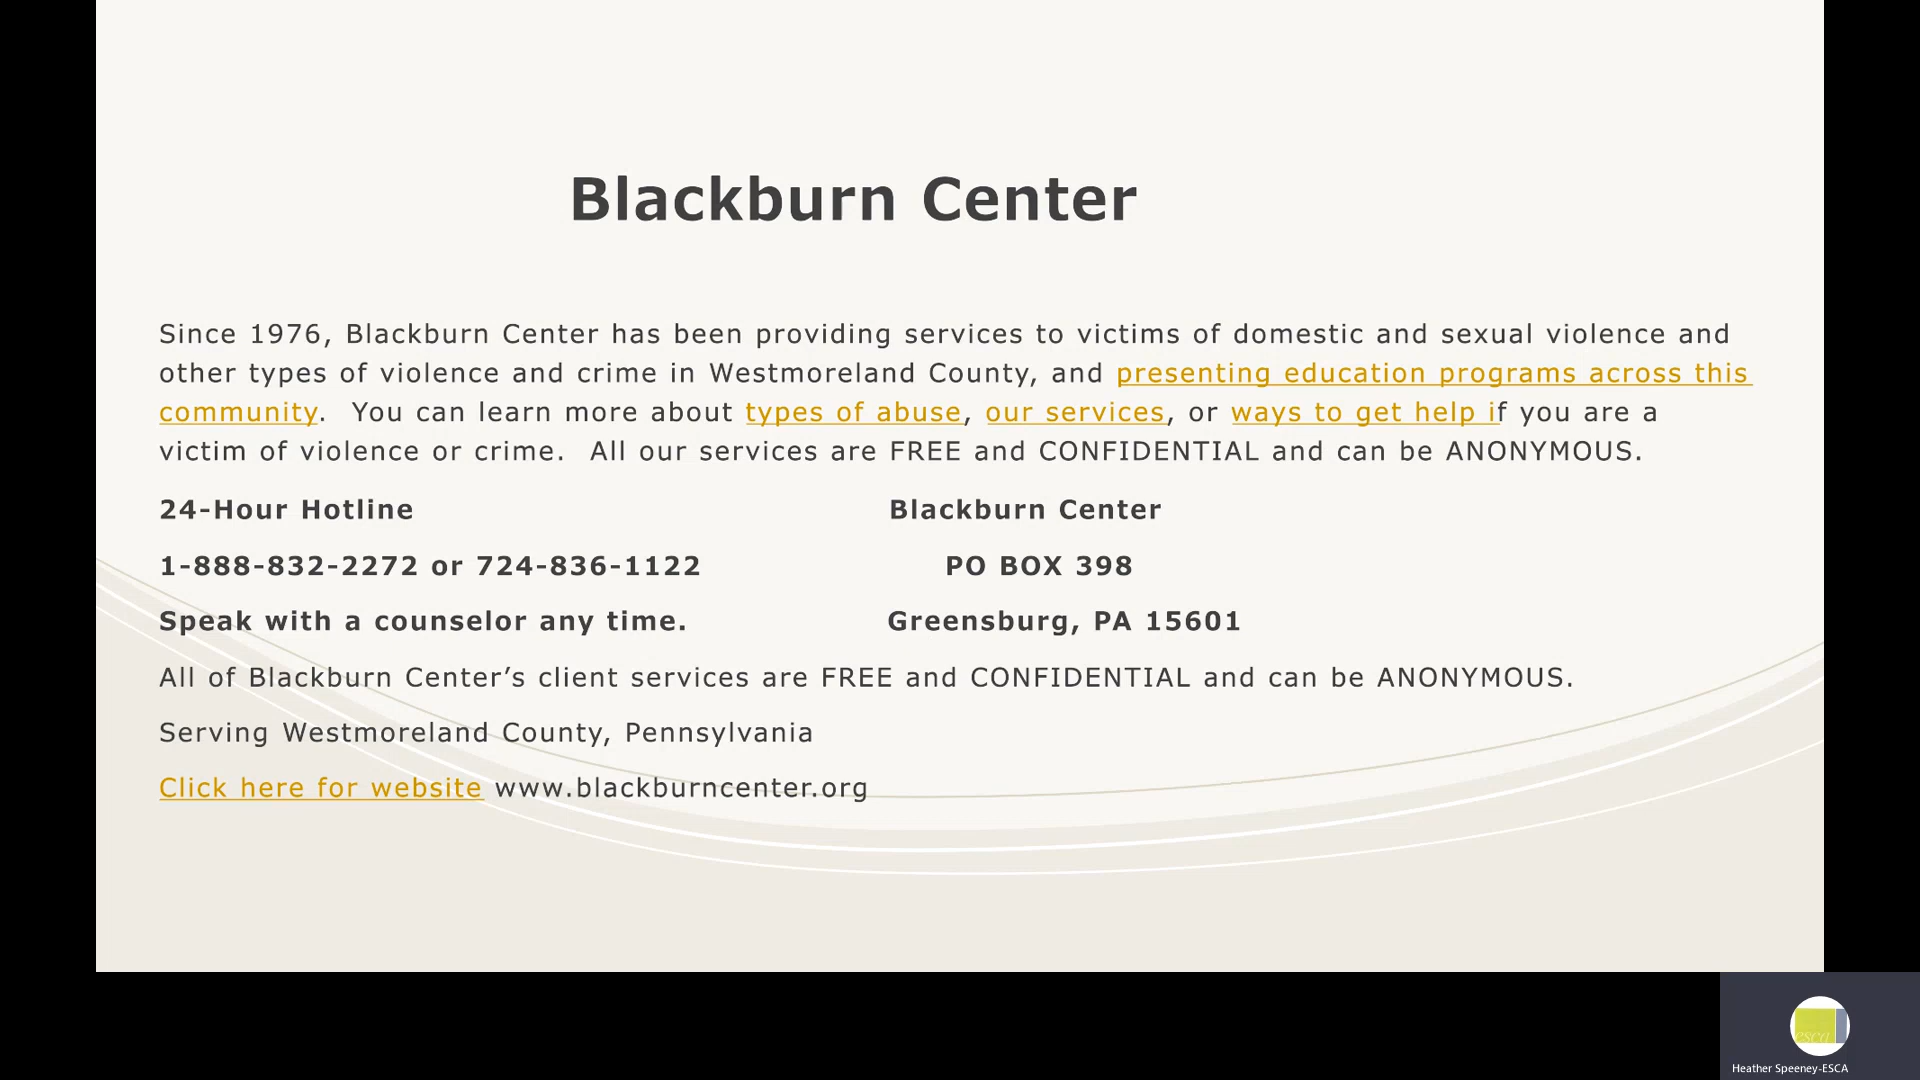 Blackburn Center
Since 1976, Blackburn Center has been providing services to victims of domestic and sexual violence and
other types of violence and crime in Westmoreland County, and presenting education programs across this
community.  You can learn more about types of abuse, our services, or ways to get help if you are a
victim of violence or crime.  All our services are FREE and CONFIDENTIAL and can be ANONYMOUS.
24-Hour Hotline Blackburn Center
1-888-832-2272 or 724-836-1122 PO BOX 398
Speak with a counselor any time. Greensburg, PA 15601
All of Blackburn Center’s client services are FREE and CONFIDENTIAL and can be ANONYMOUS.
Serving Westmoreland County, Pennsylvania
Click here for website www.blackburncenter.org
esca
Heather Speeney-ESCA